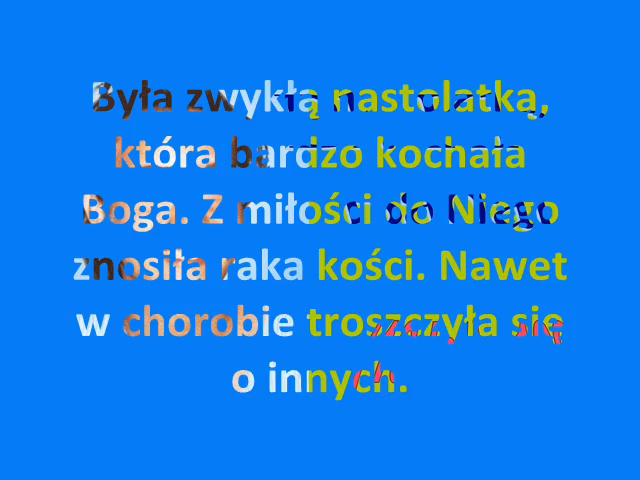 Była zwykłą nastolatką,
która bardzo kochała
Boga. Z miłości do Niego
znosiła raka kości. Nawet
w chorobie troszczyła się
o innych.